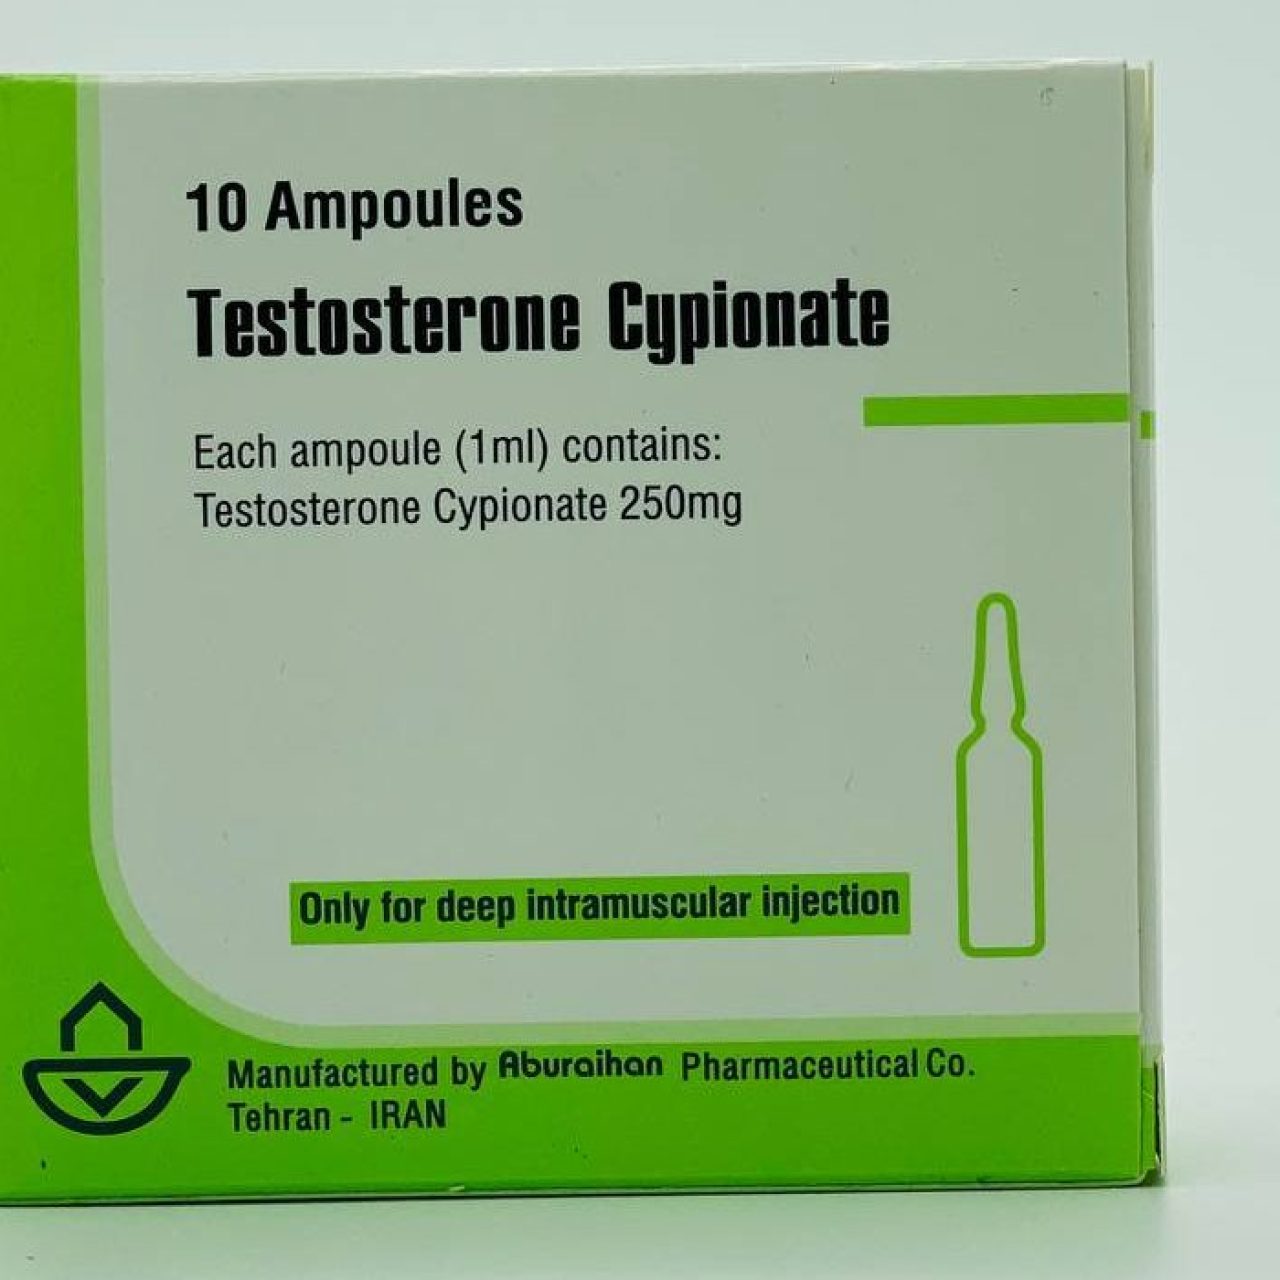 10 Ampoules
Testosterone Cypionate
Each ampoule (1ml) contains:
Testosterone Cypionate 250mg
Only for deep intramuscular injection
Manufactured by Aburaihan Pharmaceutical Co.
Tehran - IRAN